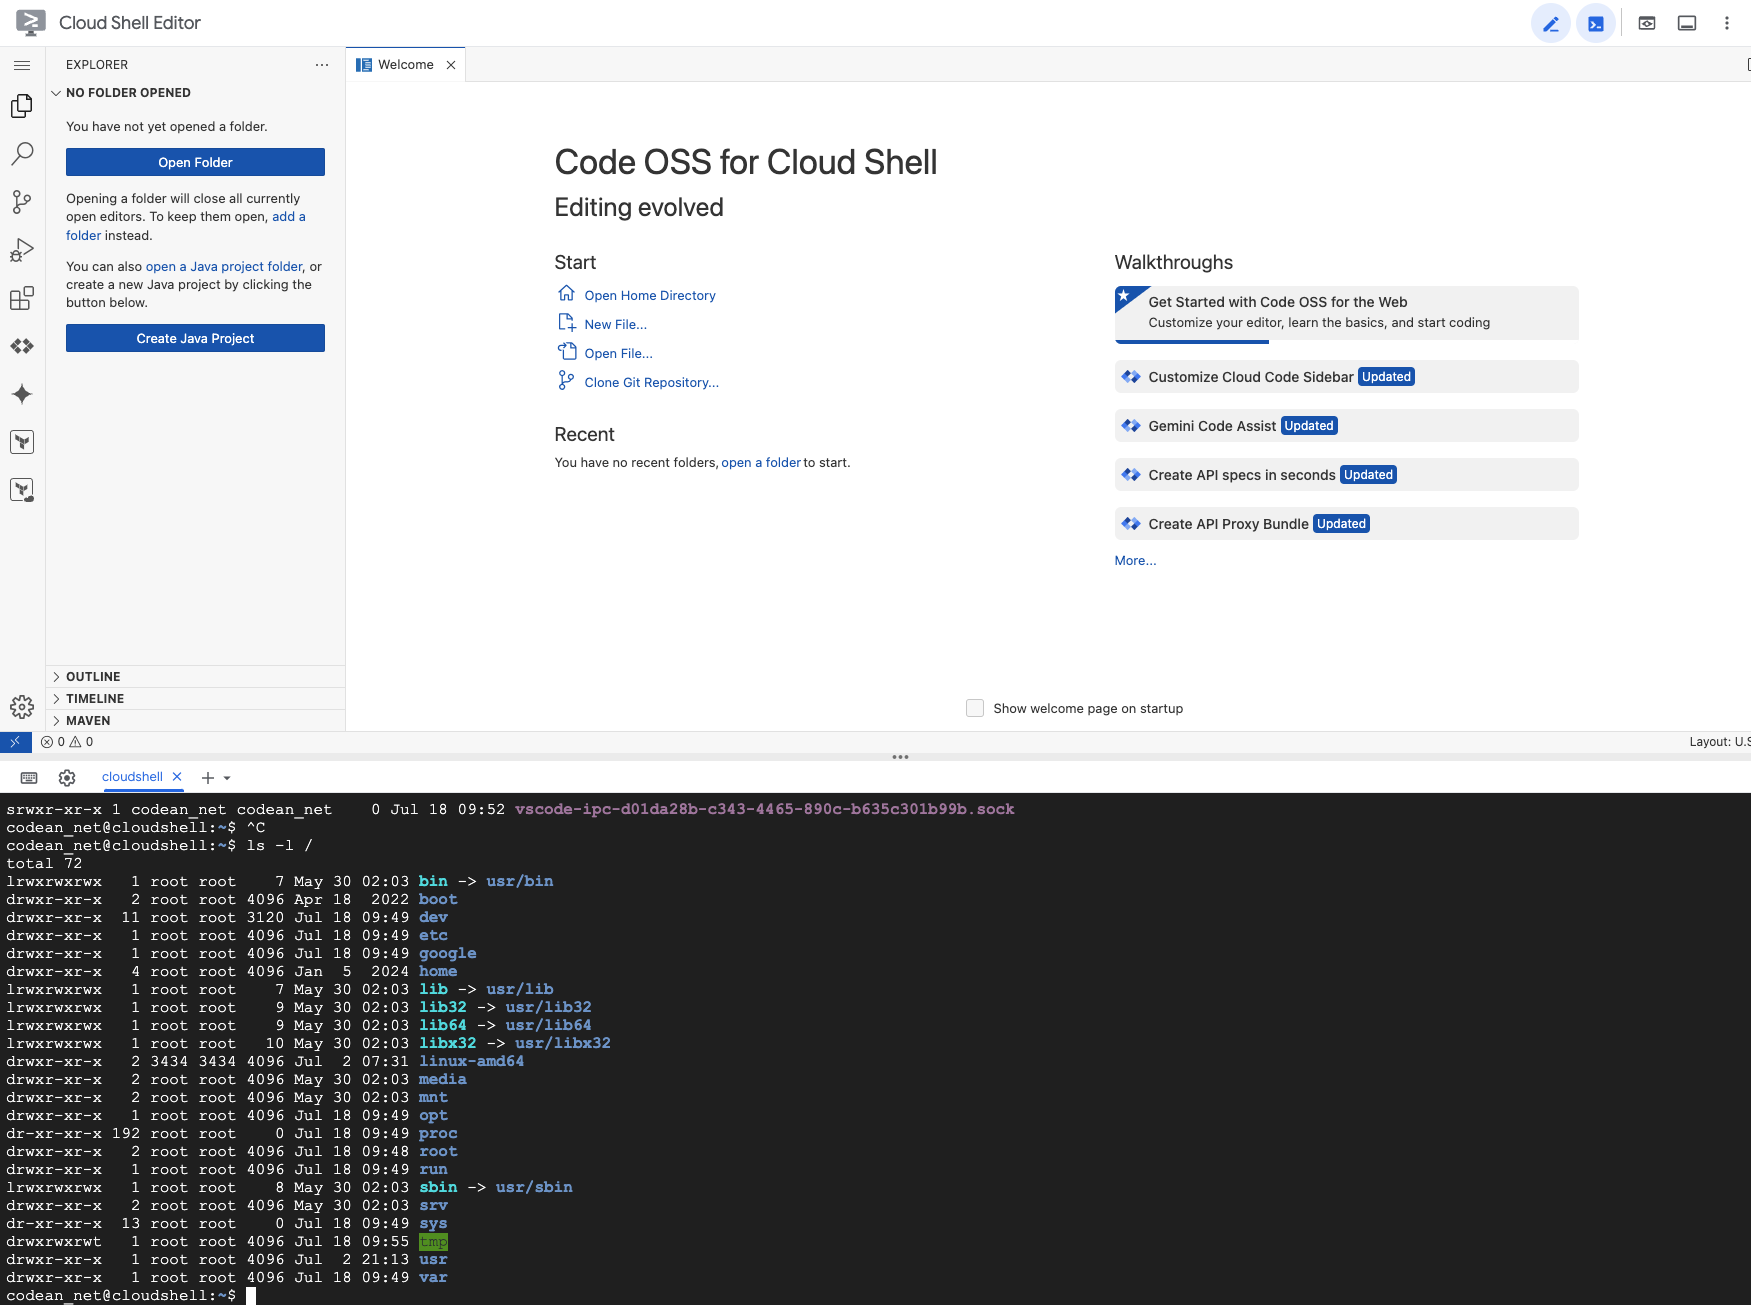 Cloud Shell Editor
EXPLORER
NO FOLDER OPENED
You have not yet opened a folder.
Open Folder
Opening a folder will close all currently
open editors. To keep them open, add a
folder instead.
You can also open a Java project folder, or
create a new Java project by clicking the
button below.
Create Java Project
OUTLINE
TIMELINE
MAVEN
Welcome
Code OSS for Cloud Shell
Editing evolved
Start
Open Home Directory
New File...
Open File...
Clone Git Repository...
Recent
You have no recent folders, open a folder to start.
Walkthroughs
Get Started with Code OSS for the Web
Customize your editor, learn the basics, and start coding
Customize Cloud Code Sidebar Updated
Gemini Code Assist Updated
Create API specs in seconds Updated
Create API Proxy Bundle Updated
More...
Show welcome page on startup
0 0
Layout: U.S
cloudshell
srwxr-xr-x 1 codean_net codean_net    0 Jul 18 09:52 vscode-ipc-d01da28b-c343-4465-890c-b635c301b99b.sock
codean_net@cloudshell:~$ ^C
codean_net@cloudshell:~$ ls -l /
total 72
lrwxrwxrwx   1 root root    7 May 30 02:03 bin -> usr/bin
drwxr-xr-x   2 root root 4096 Apr 18  2022 boot
drwxr-xr-x  11 root root 3120 Jul 18 09:49 dev
drwxr-xr-x   1 root root 4096 Jul 18 09:49 etc
drwxr-xr-x   1 root root 4096 Jul 18 09:49 google
drwxr-xr-x   4 root root 4096 Jan  5  2024 home
lrwxrwxrwx   1 root root    7 May 30 02:03 lib -> usr/lib
lrwxrwxrwx   1 root root    9 May 30 02:03 lib32 -> usr/lib32
lrwxrwxrwx   1 root root    9 May 30 02:03 lib64 -> usr/lib64
lrwxrwxrwx   1 root root   10 May 30 02:03 libx32 -> usr/libx32
drwxr-xr-x   2 3434 3434 4096 Jul  2 07:31 linux-amd64
drwxr-xr-x   2 root root 4096 May 30 02:03 media
drwxr-xr-x   2 root root 4096 May 30 02:03 mnt
drwxr-xr-x   1 root root 4096 Jul 18 09:49 opt
dr-xr-xr-x 192 root root    0 Jul 18 09:49 proc
drwxr-xr-x   2 root root 4096 Jul 18 09:48 root
drwxr-xr-x   1 root root 4096 Jul 18 09:49 run
lrwxrwxrwx   1 root root    8 May 30 02:03 sbin -> usr/sbin
drwxr-xr-x   2 root root 4096 May 30 02:03 srv
dr-xr-xr-x  13 root root    0 Jul 18 09:49 sys
drwxrwxrwt   1 root root 4096 Jul 18 09:55 tmp
drwxr-xr-x   1 root root 4096 Jul  2 21:13 usr
drwxr-xr-x   1 root root 4096 Jul 18 09:49 var
codean_net@cloudshell:~$